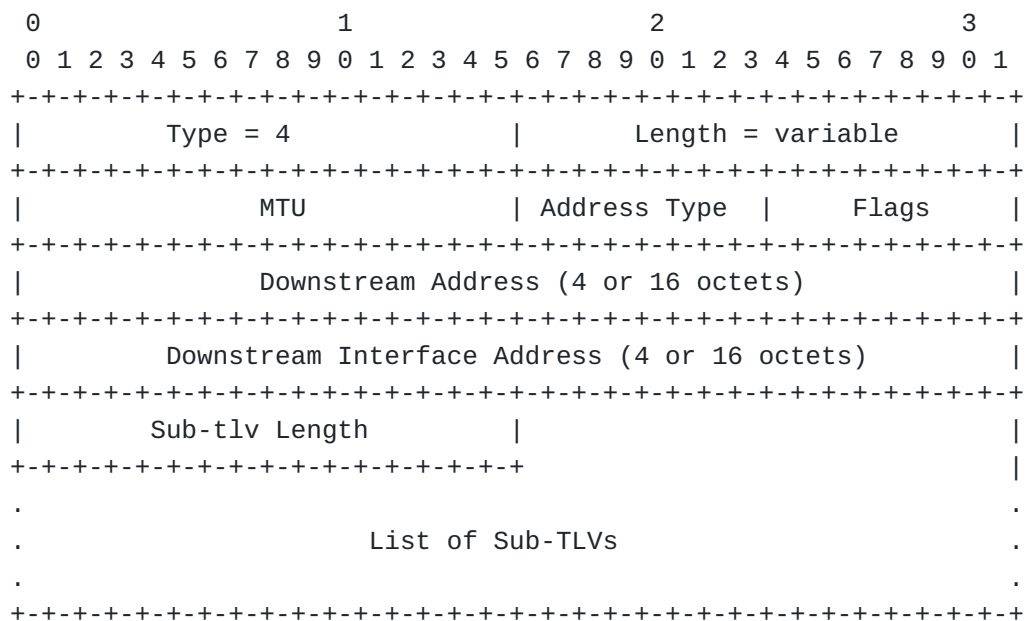 0                   1                   2                   3
 0 1 2 3 4 5 6 7 8 9 0 1 2 3 4 5 6 7 8 9 0 1 2 3 4 5 6 7 8 9 0 1
+-+-+-+-+-+-+-+-+-+-+-+-+-+-+-+-+-+-+-+-+-+-+-+-+-+-+-+-+-+-+-+-+
|         Type = 4              |       Length = variable       |
+-+-+-+-+-+-+-+-+-+-+-+-+-+-+-+-+-+-+-+-+-+-+-+-+-+-+-+-+-+-+-+-+
|               MTU             | Address Type  |     Flags     |
+-+-+-+-+-+-+-+-+-+-+-+-+-+-+-+-+-+-+-+-+-+-+-+-+-+-+-+-+-+-+-+-+
|               Downstream Address (4 or 16 octets)             |
+-+-+-+-+-+-+-+-+-+-+-+-+-+-+-+-+-+-+-+-+-+-+-+-+-+-+-+-+-+-+-+-+
|         Downstream Interface Address (4 or 16 octets)         |
+-+-+-+-+-+-+-+-+-+-+-+-+-+-+-+-+-+-+-+-+-+-+-+-+-+-+-+-+-+-+-+-+
|        Sub-tlv Length         |                               |
+-+-+-+-+-+-+-+-+-+-+-+-+-+-+-+-+                               |
.                                                               .
.                      List of Sub-TLVs                         .
.                                                               .
+-+-+-+-+-+-+-+-+-+-+-+-+-+-+-+-+-+-+-+-+-+-+-+-+-+-+-+-+-+-+-+-+